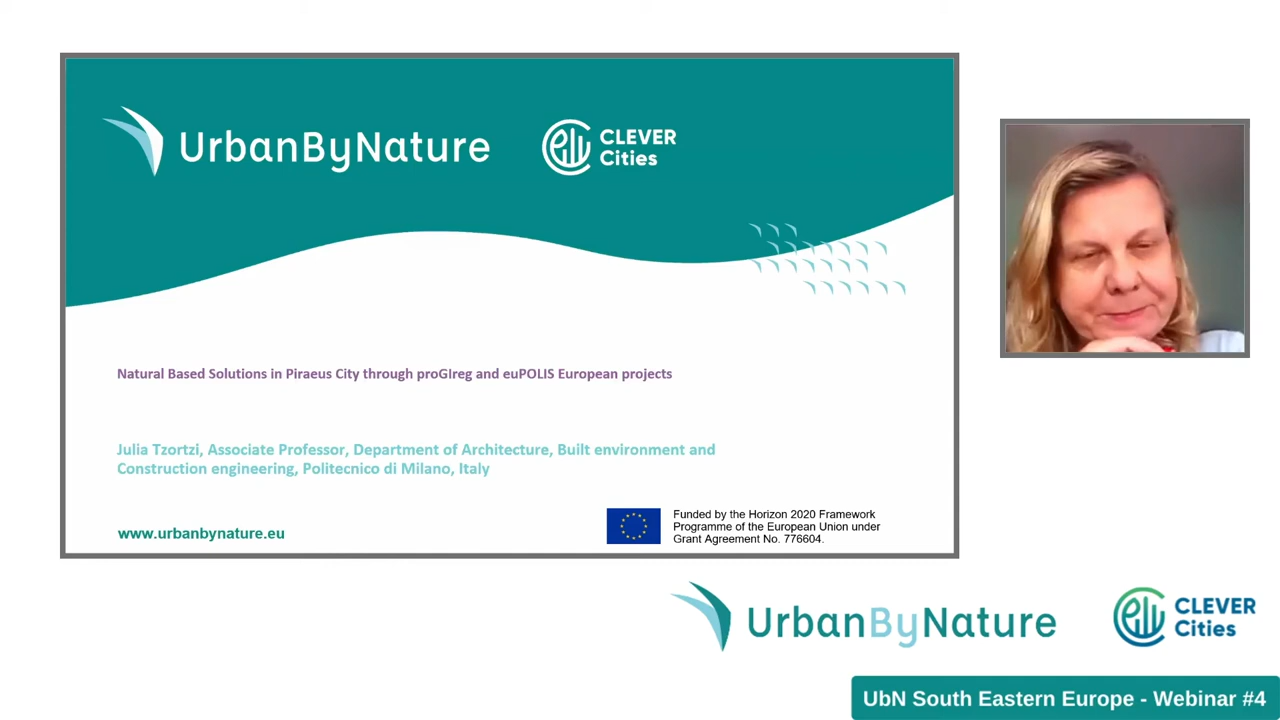 UrbanByNature
CLEVER
Cities
Natural Based Solutions in Piraeus City through proGIreg and euPOLIS European projects
Julia Tzortzi, Associate Professor, Department of Architecture, Built environment and
Construction engineering, Politecnico di Milano, Italy
www.urbanbynature.eu
Funded by the Horizon 2020 Framework
Programme of the European Union under
Grant Agreement No. 776604.
UrbanByNature
CLEVER
Cities
UbN South Eastern Europe - Webinar #4